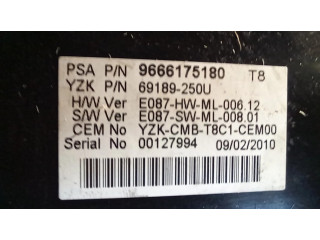 PSA P/N 9666175180 T8
YZK P/N 69189-250U
H/W Ver E087-HW-ML-006.12
S/W Ver E087-SW-ML-008.01
CEM No YZK-CMB-T8C1-CEM00
Serial No 00127994 09/02/2010